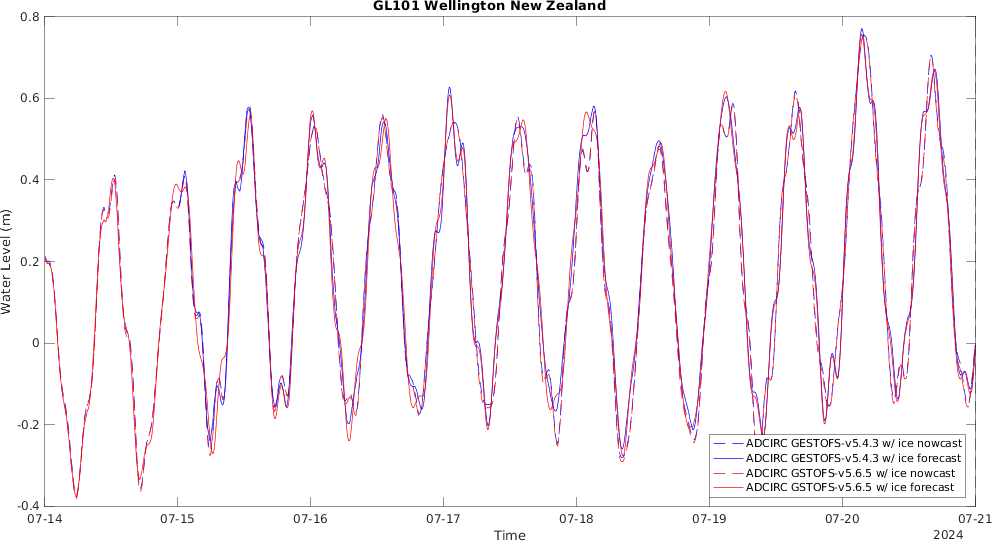 GL101 Wellington New Zealand
0.8
0.6
0.4
0.2
0
-0.2
-0.4
Water Level (m)
07-14 07-15 07-16 07-17 07-18 07-19 07-20 07-21
Time
2024
ADCIRC GESTOFS-v5.4.3 w/ ice nowcast
ADCIRC GESTOFS-v5.4.3 w/ ice forecast
ADCIRC GSTOFS-v5.6.5 w/ ice nowcast
ADCIRC GSTOFS-v5.6.5 w/ ice forecast